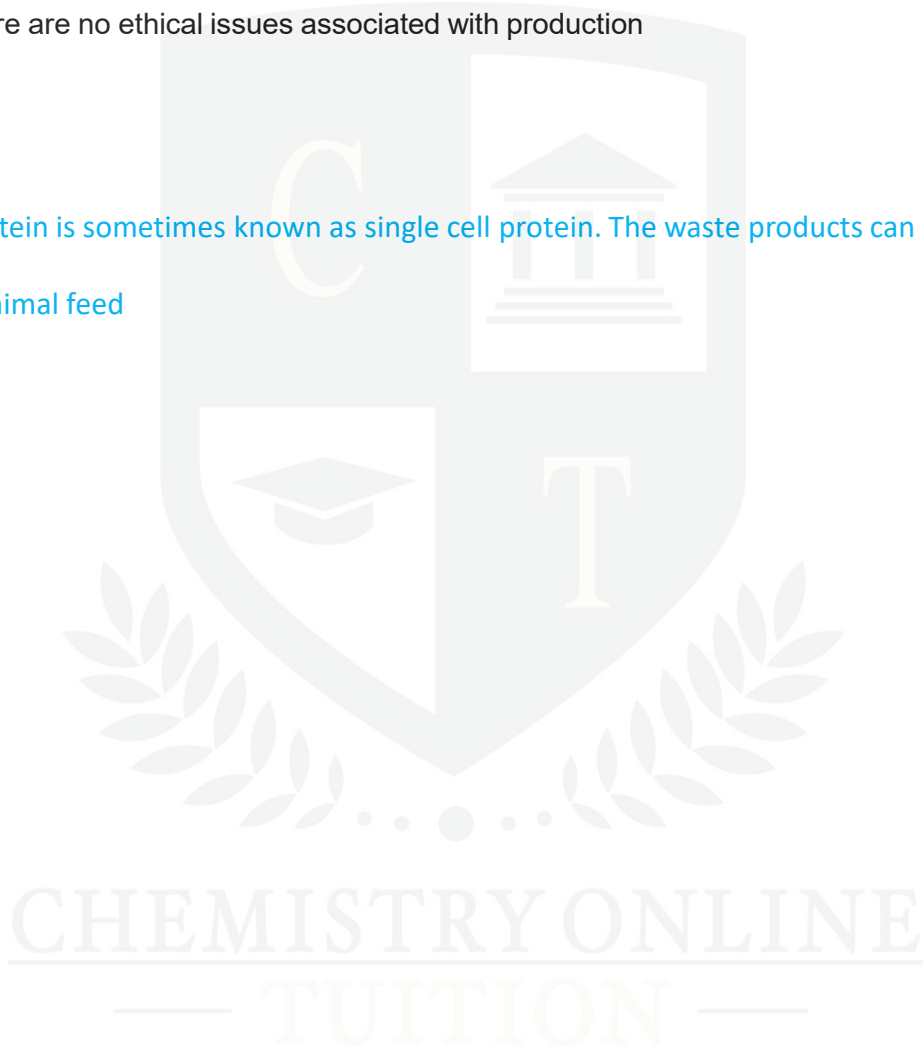 re are no ethical issues associated with production
tein is sometimes known as single cell protein. The waste products can
imal feed
C
T
CHEMISTRY ONLINE
— TUITION —